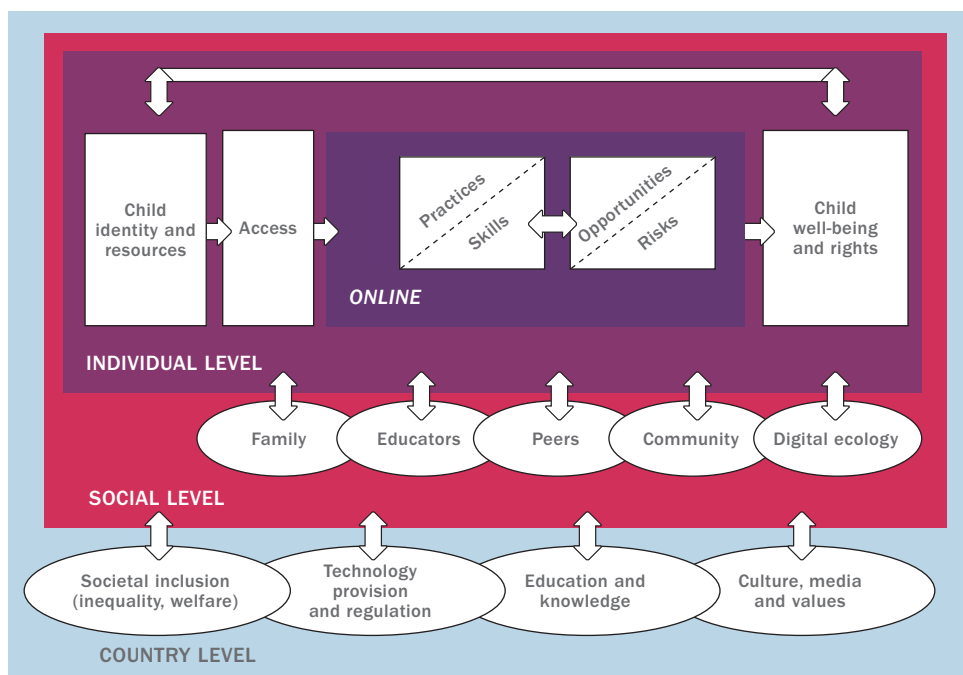 Child
identity and
resources
Access
Practices
Skills
Opportunities
Risks
Child
well-being
and rights
ONLINE
INDIVIDUAL LEVEL
Family
Educators
Peers
Community
Digital ecology
SOCIAL LEVEL
Societal inclusion
(inequality, welfare)
Technology
provision
and regulation
Education and
knowledge
Culture, media
and values
COUNTRY LEVEL